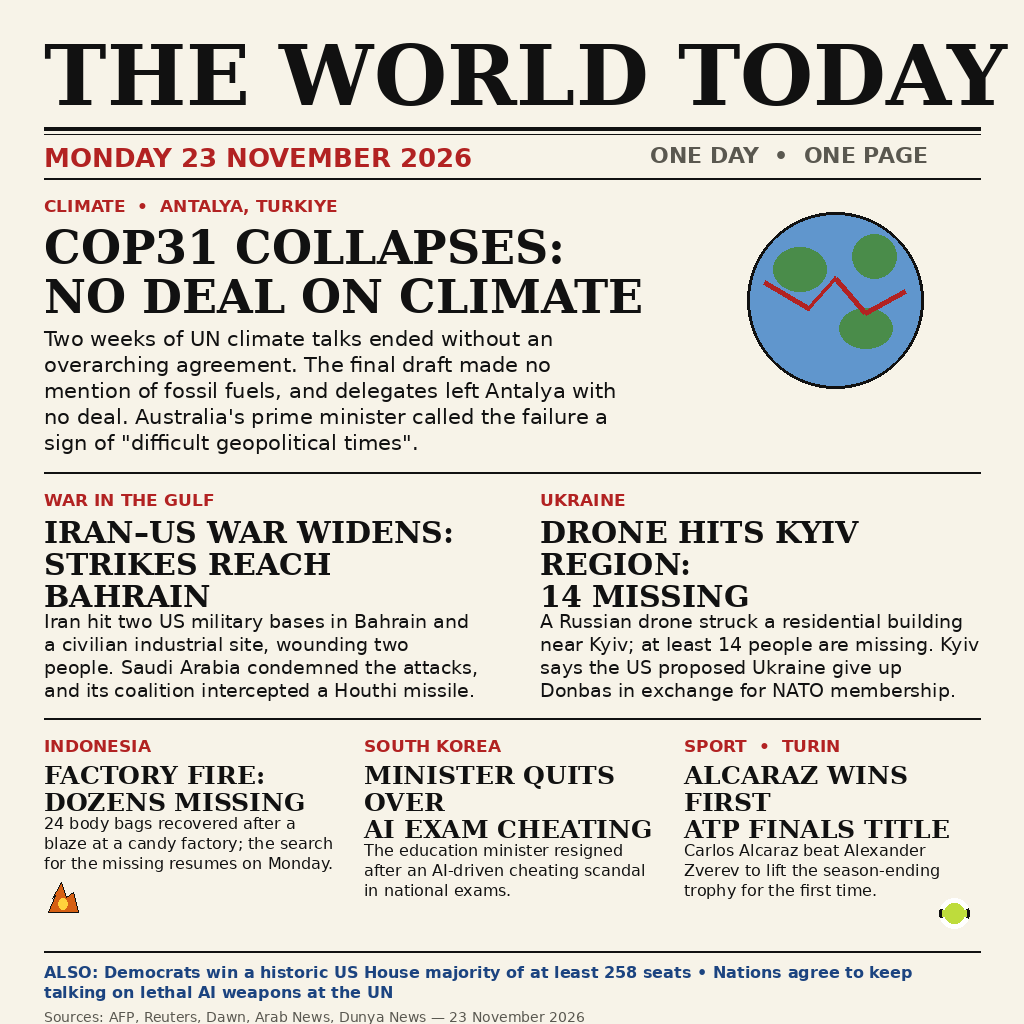 THE WORLD TODAY
MONDAY 23 NOVEMBER 2026
ONE DAY • ONE PAGE
CLIMATE • ANTALYA, TURKIYE
COP31 COLLAPSES:
NO DEAL ON CLIMATE
Two weeks of UN climate talks ended without an
overarching agreement. The final draft made no
mention of fossil fuels, and delegates left Antalya with
no deal. Australia's prime minister called the failure a
sign of "difficult geopolitical times".
WAR IN THE GULF
IRAN–US WAR WIDENS:
STRIKES REACH
BAHRAIN
Iran hit two US military bases in Bahrain and
a civilian industrial site, wounding two
people. Saudi Arabia condemned the attacks,
and its coalition intercepted a Houthi missile.
UKRAINE
DRONE HITS KYIV
REGION:
14 MISSING
A Russian drone struck a residential building
near Kyiv; at least 14 people are missing. Kyiv
says the US proposed Ukraine give up
Donbas in exchange for NATO membership.
INDONESIA
FACTORY FIRE:
DOZENS MISSING
24 body bags recovered after a
blaze at a candy factory; the search
for the missing resumes on Monday.
SOUTH KOREA
MINISTER QUITS
OVER
AI EXAM CHEATING
The education minister resigned
after an AI-driven cheating scandal
in national exams.
SPORT • TURIN
ALCARAZ WINS
FIRST
ATP FINALS TITLE
Carlos Alcaraz beat Alexander
Zverev to lift the season-ending
trophy for the first time.
ALSO: Democrats win a historic US House majority of at least 258 seats • Nations agree to keep
talking on lethal AI weapons at the UN
Sources: AFP, Reuters, Dawn, Arab News, Dunya News — 23 November 2026